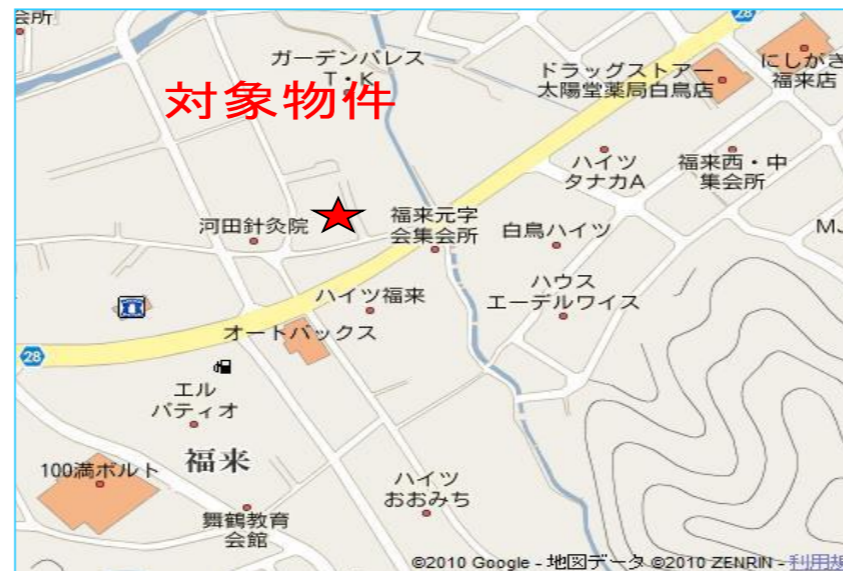 会所
28
ガーデンパレス
T・K
対象物件
ドラッグストアー
太陽堂薬局白鳥店
にしがき
福来店
ハイツ
タナカA
福来西・中
集会所
河田針灸院
福来元字
会集会所
白鳥ハイツ
MJ
ハウス
エーデルワイス
ハイツ福来
オートバックス
28
エル
パティオ
福来
100満ボルト
ハイツ
おおみち
舞鶴教育
会館
©2010 Google - 地図データ ©2010 ZENRIN - 利用規